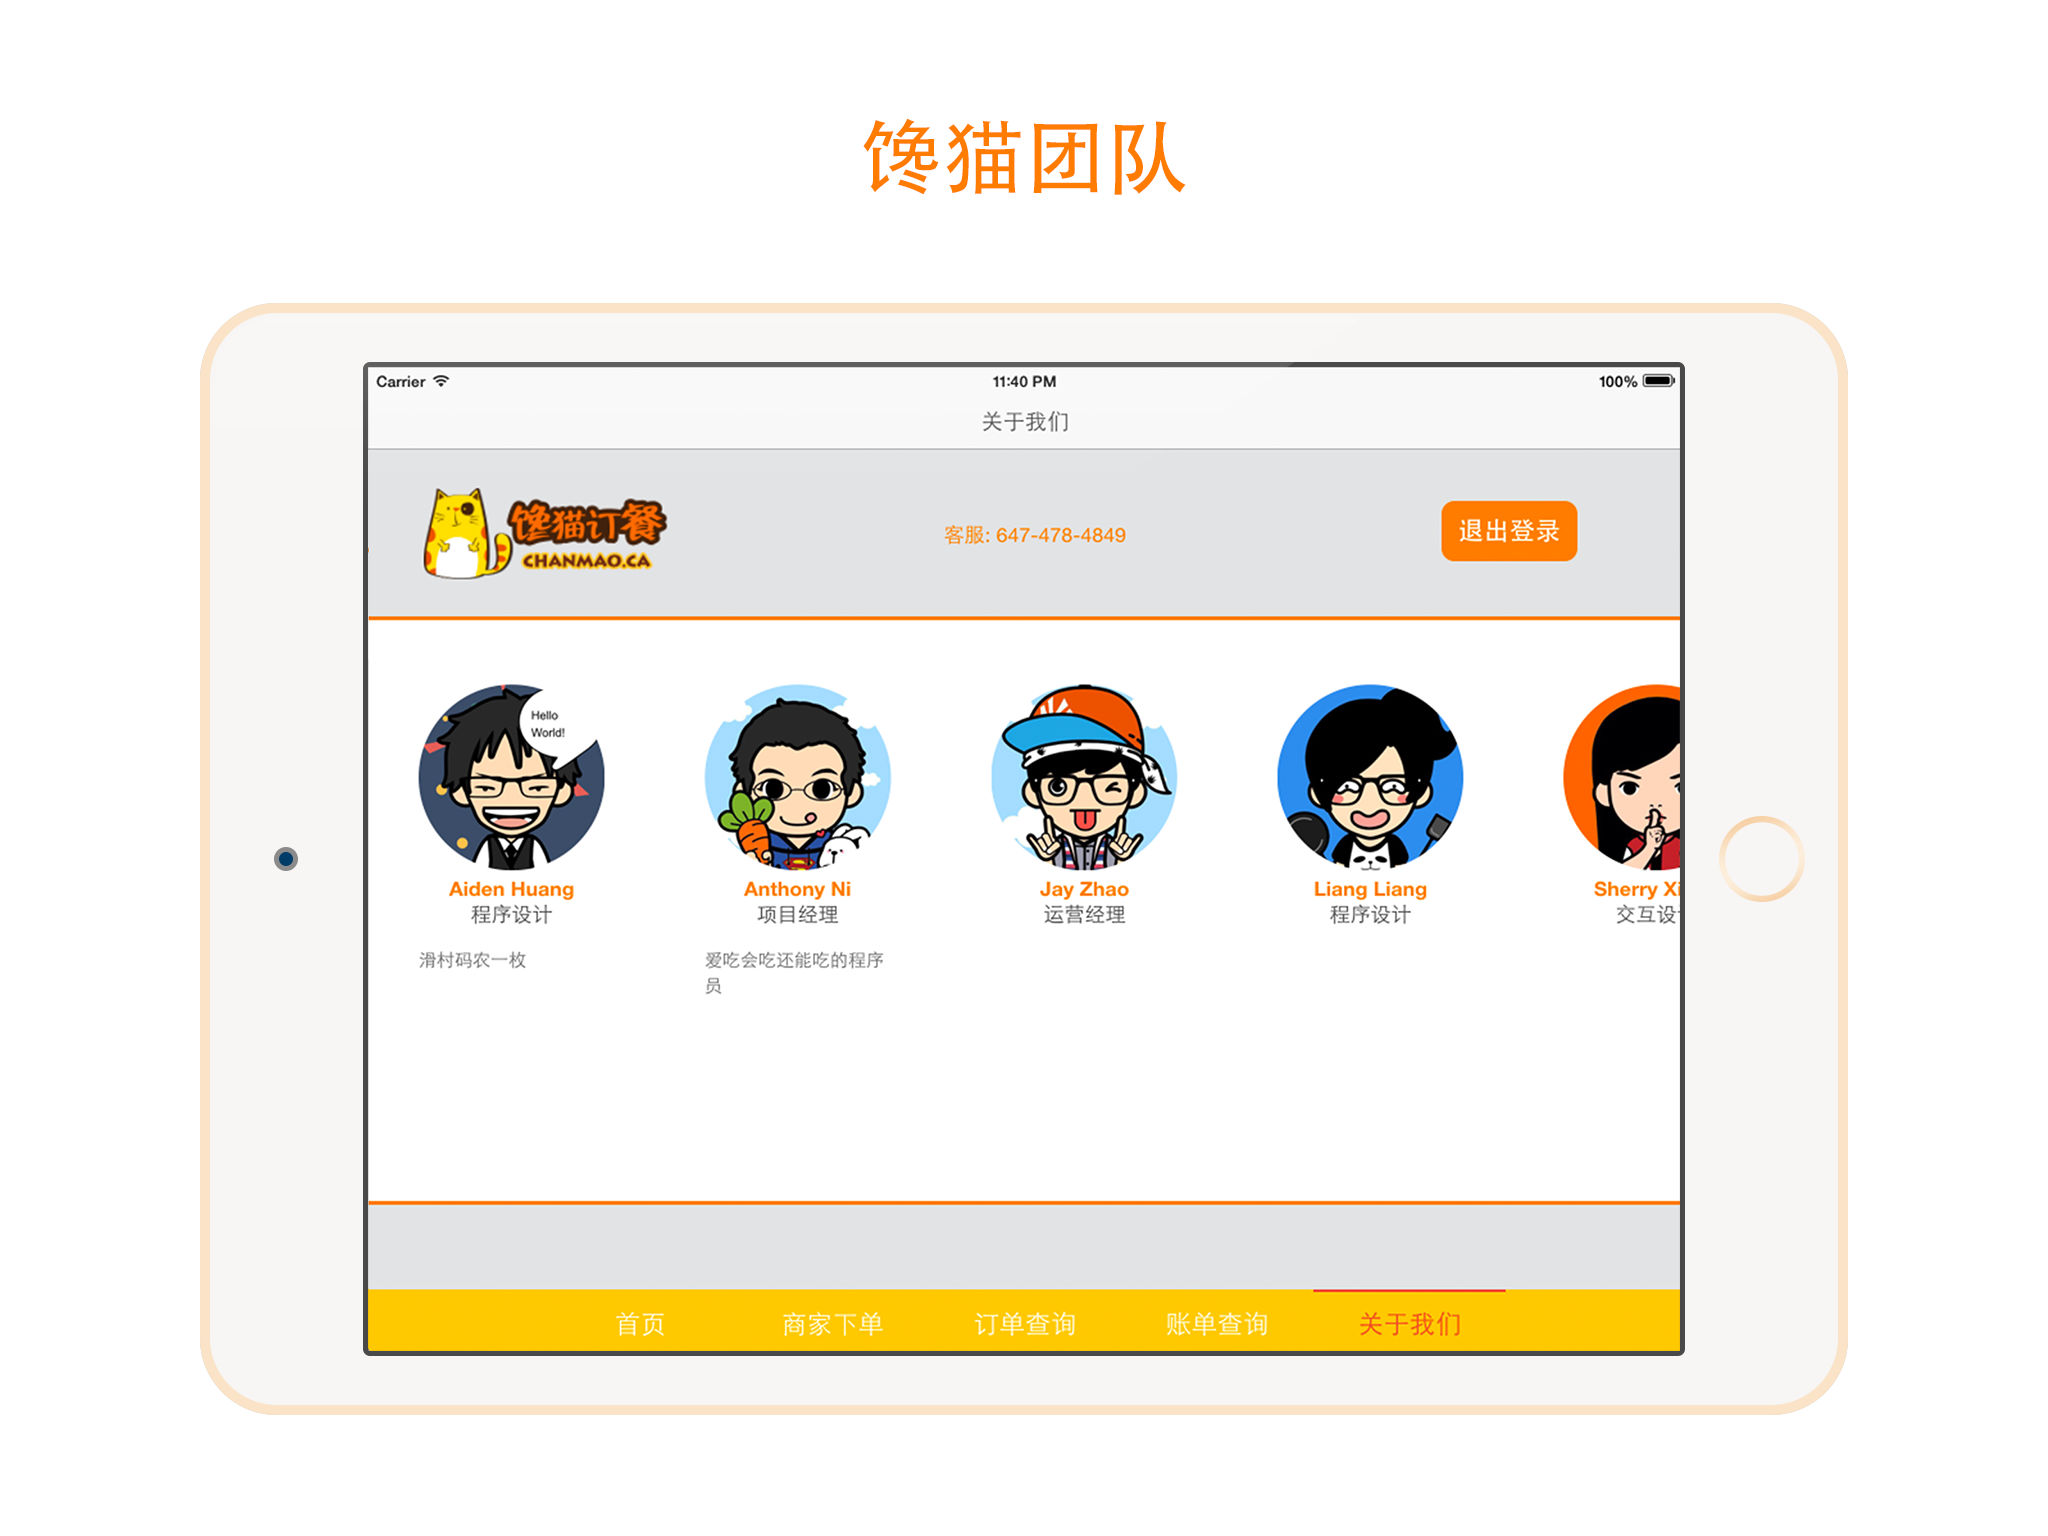 馋猫团队
Carrier
11:40 PM
100%
关于我们
馋猫订餐
CHANMAO.CA
客服: 647-478-4849
退出登录
Hello
World!
Aiden Huang
程序设计
滑村码农一枚
Anthony Ni
项目经理
爱吃会吃还能吃的程序
员
Jay Zhao
运营经理
Liang Liang
程序设计
Sherry
交互设
首页
商家下单
订单查询
账单查询
关于我们